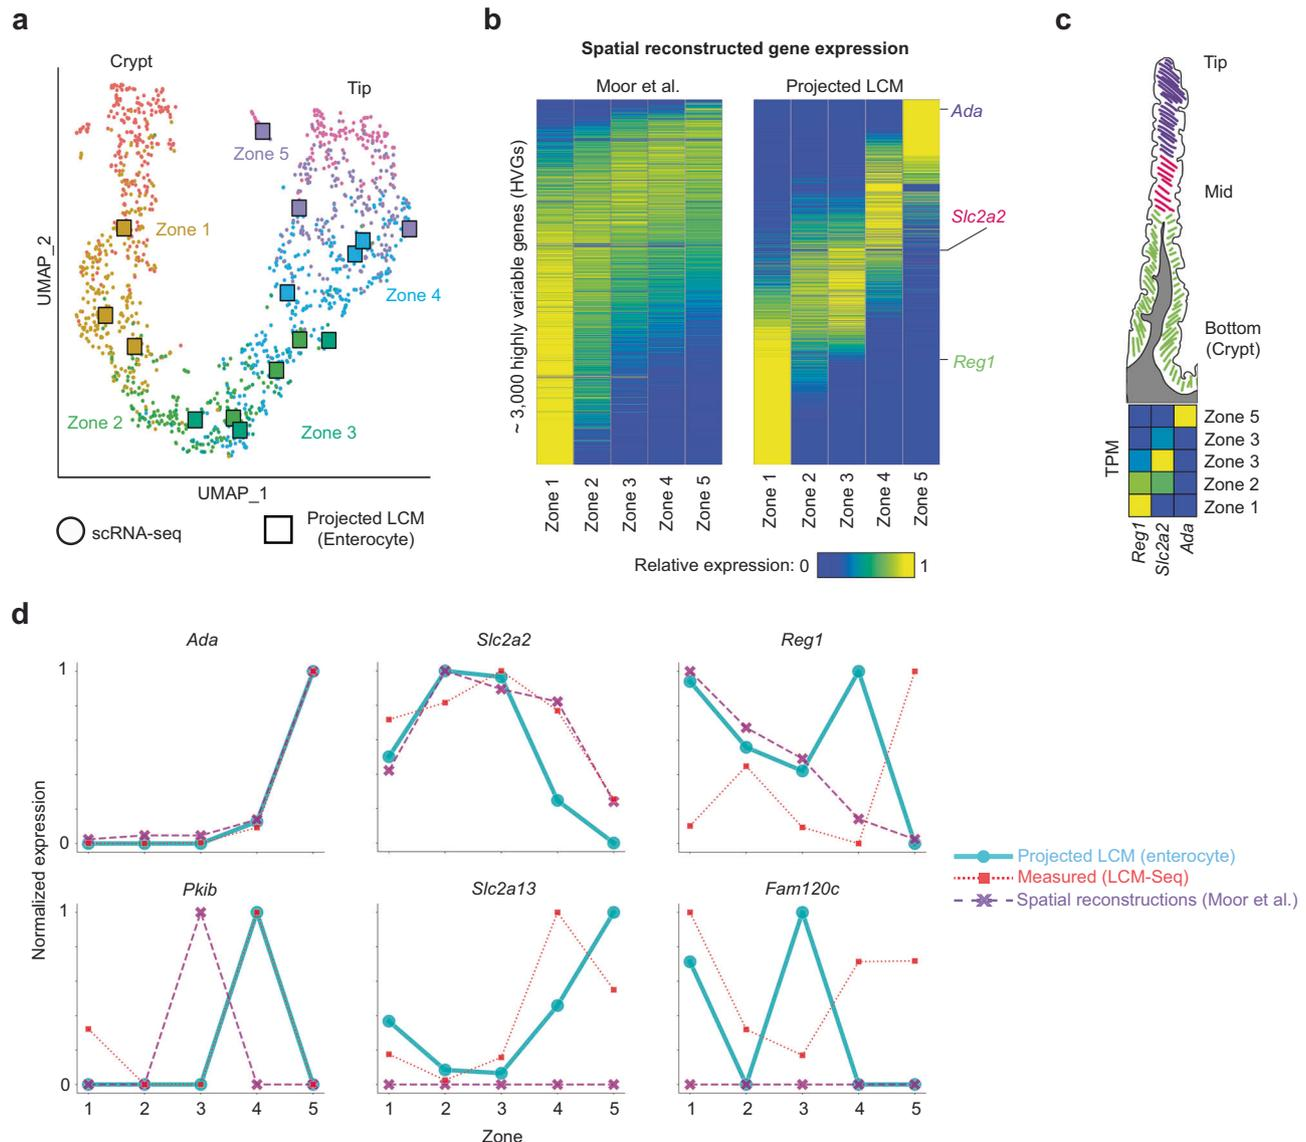 a
Crypt
Tip
Zone 5
Zone 1
Zone 4
Zone 2
Zone 3
UMAP_2
UMAP_1
scRNA-seq
Projected LCM
(Enterocyte)
b
Spatial reconstructed gene expression
Moor et al.
Projected LCM
~ 3,000 highly variable genes (HVGs)
Ada
Slc2a2
Reg1
Zone 1
Zone 2
Zone 3
Zone 4
Zone 5
Zone 1
Zone 2
Zone 3
Zone 4
Zone 5
Relative expression: 0
1
c
Tip
Mid
Bottom
(Crypt)
TPM
Zone 5
Zone 3
Zone 3
Zone 2
Zone 1
Reg1
Slc2a2
Ada
d
Ada
Slc2a2
Reg1
1
0
Normalized expression
Pkib
Slc2a13
Fam120c
1
0
1 2 3 4 5
1 2 3 4 5
1 2 3 4 5
Zone
Projected LCM (enterocyte)
Measured (LCM-Seq)
Spatial reconstructions (Moor et al.)